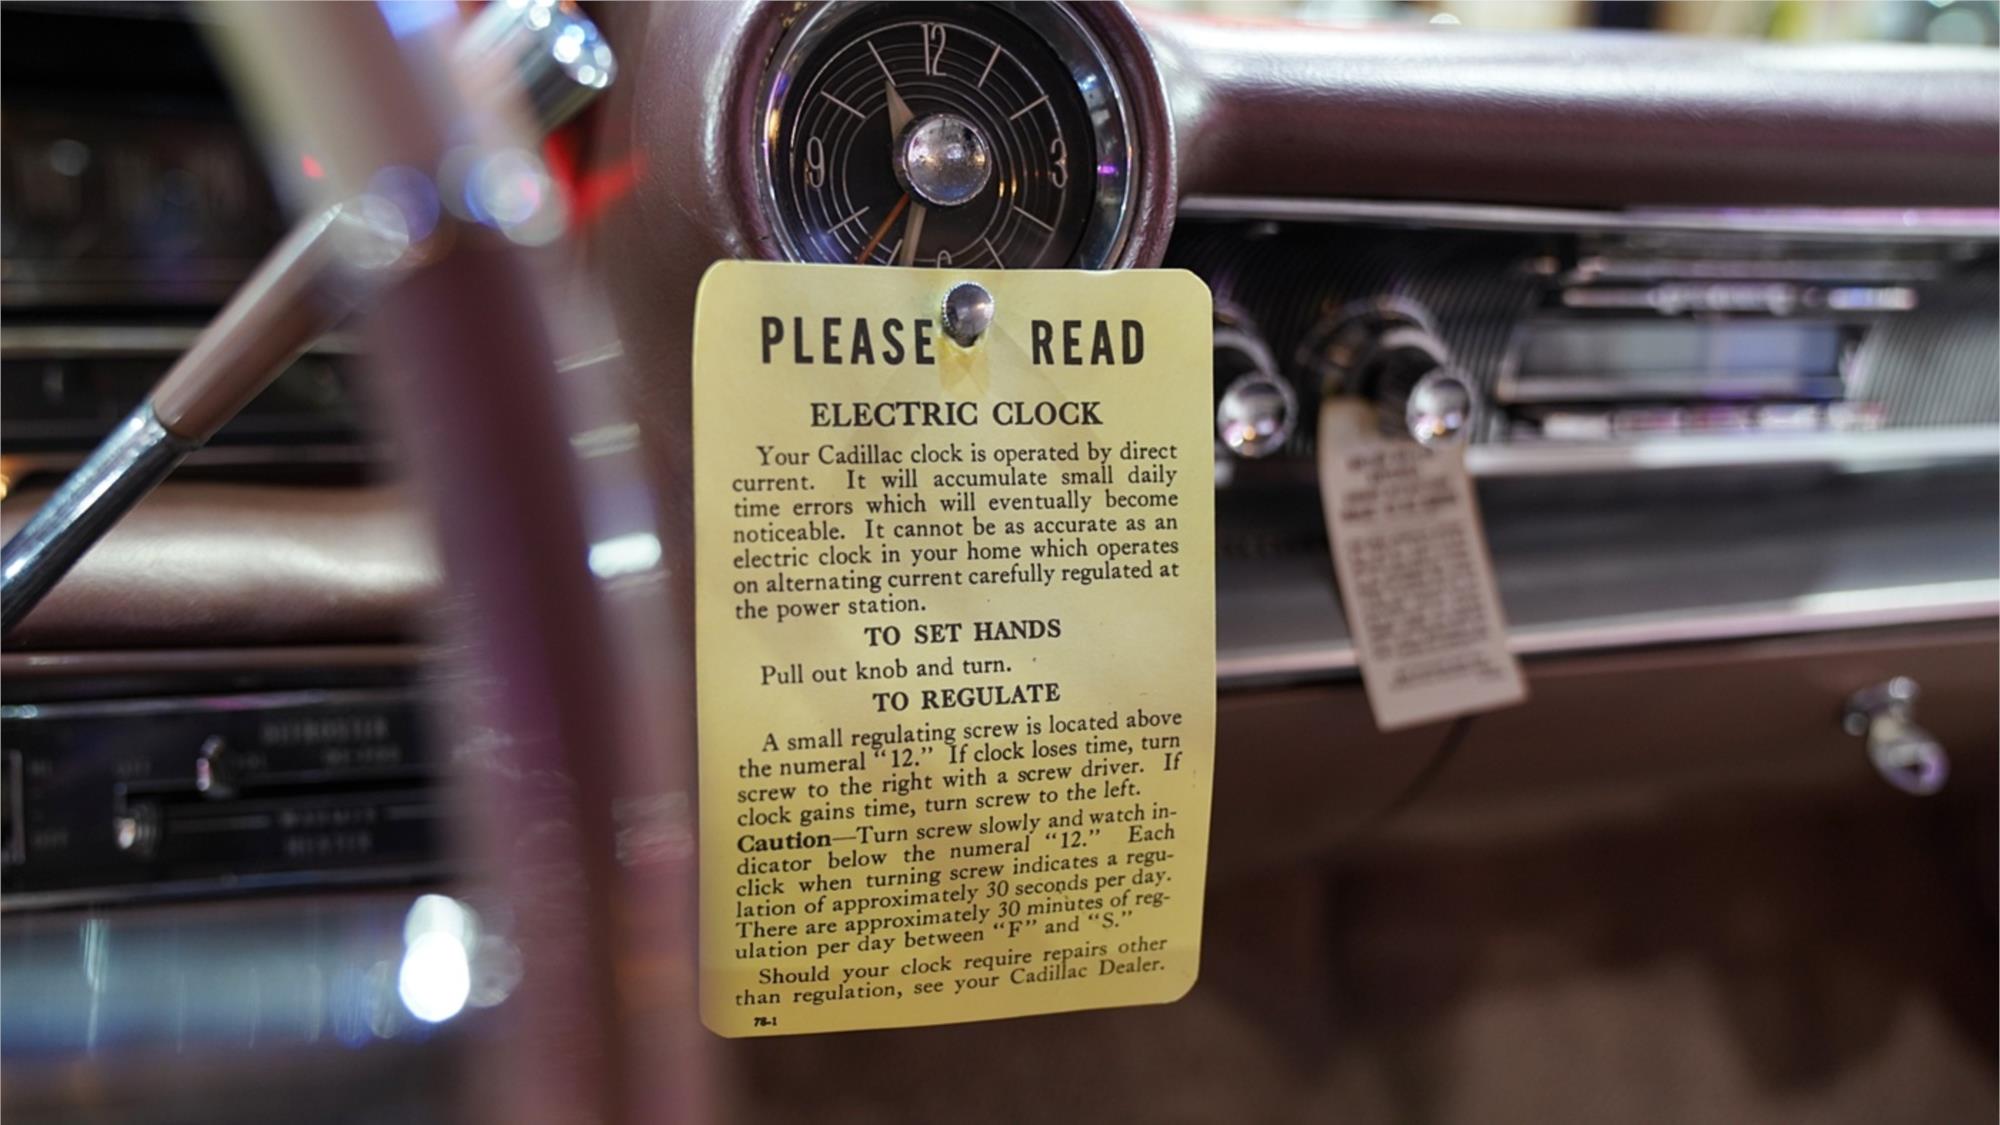 12
9
3
6
PLEASE READ
ELECTRIC CLOCK
Your Cadillac clock is operated by direct
current. It will accumulate small daily
time errors which will eventually become
noticeable. It cannot be as accurate as an
electric clock in your home which operates
on alternating current carefully regulated at
the power station.
TO SET HANDS
Pull out knob and turn.
TO REGULATE
A small regulating screw is located above
the numeral “12.” If clock loses time, turn
screw to the right with a screw driver. If
clock gains time, turn screw to the left.
Caution—Turn screw slowly and watch in-
dicator below the numeral “12.” Each
click when turning screw indicates a regu-
lation of approximately 30 seconds per day.
There are approximately 30 minutes of reg-
ulation per day between “F” and “S.”
Should your clock require repairs other
than regulation, see your Cadillac Dealer.
78-1
DEFROSTER